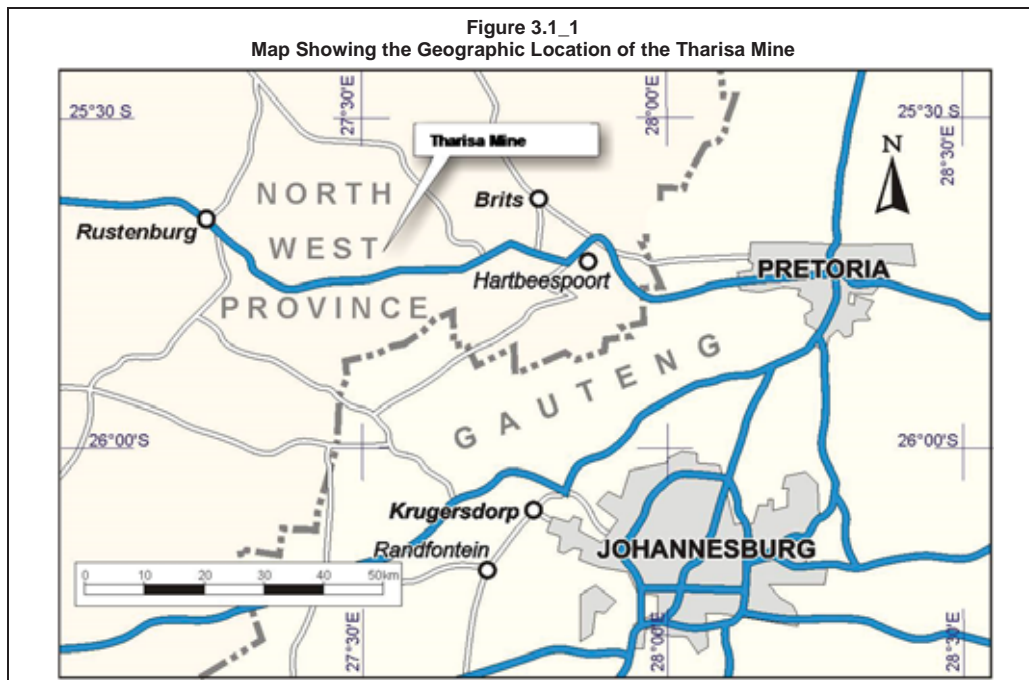 Figure 3.1_1
Map Showing the Geographic Location of the Tharisa Mine
25°30 S
27°30'E
28°00'E
25°30 S
28°30'E
N
Tharisa Mine
NORTH
WEST
PROVINCE
Brits
Rustenburg
Hartbeespoort
PRETORIA
GAUTENG
26°00'S
26°00'S
Krugersdorp
Randfontein
JOHANNESBURG
0 10 20 30 40 50km
27°30'E
28°00'E
28°30'E